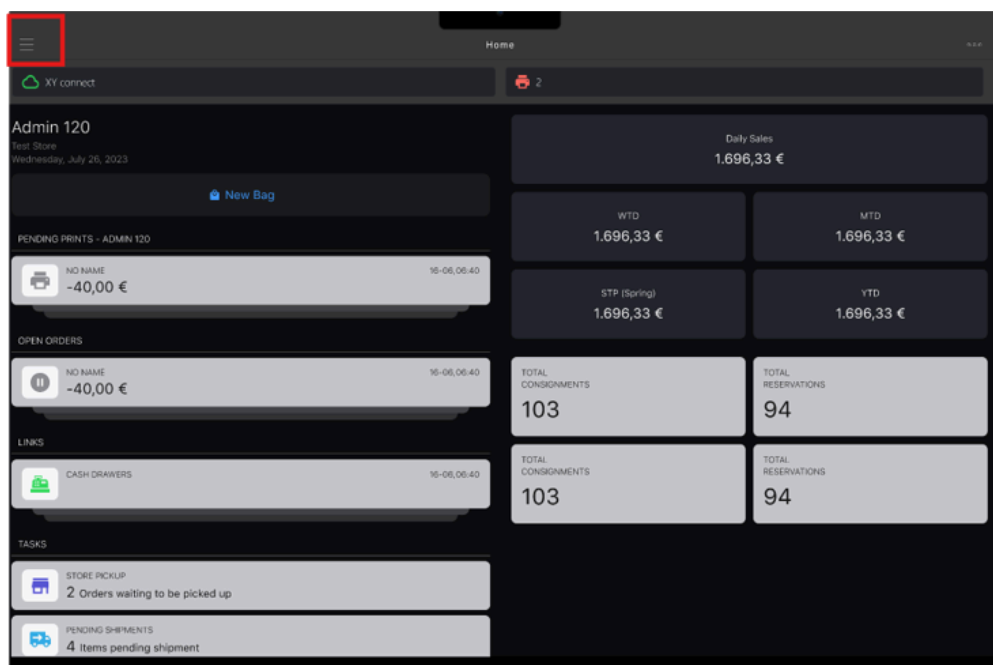 Home
XY connect
2
Admin 120
Test Store
Wednesday, July 26, 2023
New Bag
PENDING PRINTS - ADMIN 120
NO NAME
16-06,06:40
-40,00 €
OPEN ORDERS
NO NAME
16-06,06:40
-40,00 €
LINKS
CASH DRAWERS
16-06,06:40
TASKS
STORE PICKUP
2 Orders waiting to be picked up
PENDING SHIPMENTS
4 Items pending shipment
Daily Sales
1.696,33 €
WTD
1.696,33 €
MTD
1.696,33 €
STP (Spring)
1.696,33 €
YTD
1.696,33 €
TOTAL
CONSIGNMENTS
103
TOTAL
RESERVATIONS
94
TOTAL
CONSIGNMENTS
103
TOTAL
RESERVATIONS
94